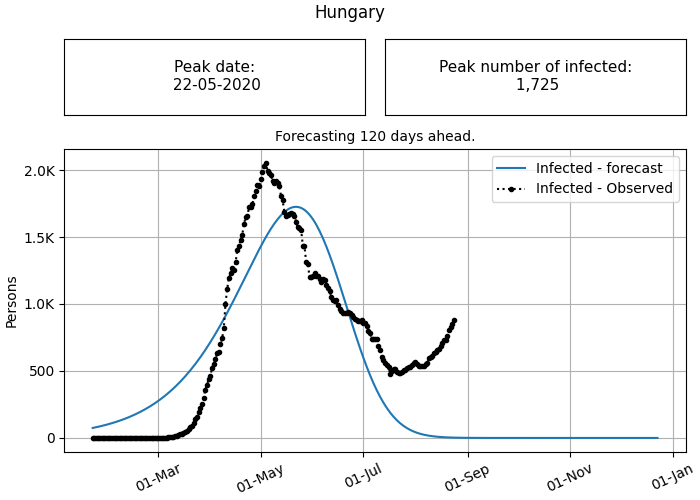 Hungary
Peak date:
22-05-2020
Peak number of infected:
1,725
Forecasting 120 days ahead.
Infected - forecast
Infected - Observed
Persons
2.0K
1.5K
1.0K
500
0
01-Mar
01-May
01-Jul
01-Sep
01-Nov
01-Jan